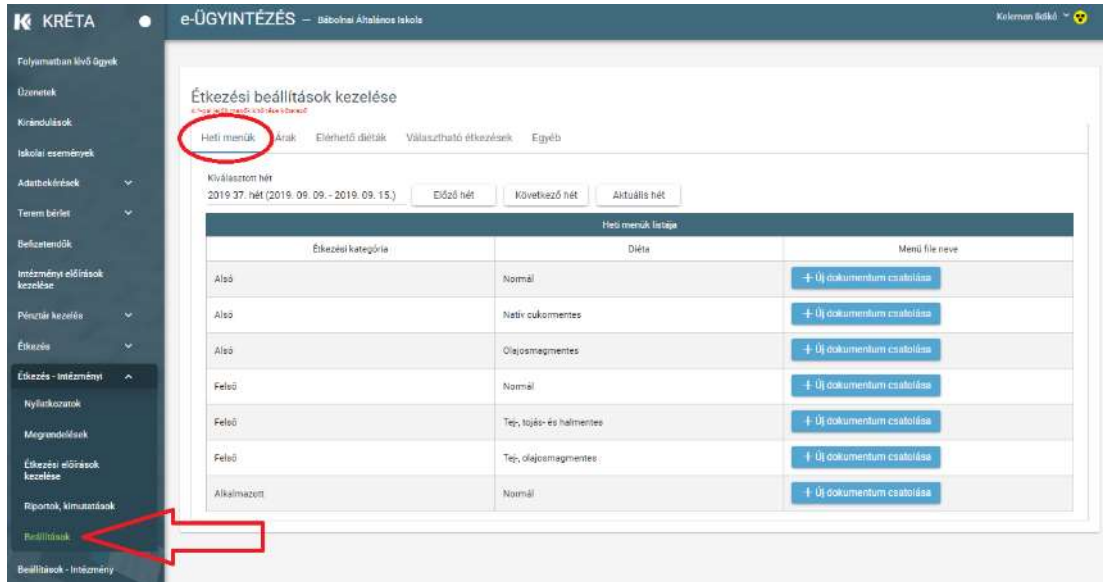 KRÉTA
e-ÜGYINTÉZÉS – Bábolnai Általános Iskola
Kelemen Ildikó
Folyamatban lévő ügyek
Üzenetek
Kirándulások
Iskolai események
Adatbekérések
Terem bérlet
Befizetendők
Intézményi előírások
kezelése
Pénztár kezelés
Étkezés
Étkezés - Intézményi
Nyilatkozatok
Megrendelések
Étkezési előírások
kezelése
Riportok, kimutatások
Beállítások
Beállítások - Intézmény
Étkezési beállítások kezelése
Heti menük Árak Elérhető diéták Választható étkezések Egyéb
Kiválasztott hét
2019 37. hét (2019. 09. 09. - 2019. 09. 15.) Előző hét Következő hét Aktuális hét
Heti menük listája
Étkezési kategória Diéta Menü file neve
Alsó Normál + Új dokumentum csatolása
Alsó Natív cukormentes + Új dokumentum csatolása
Alsó Olajosmagmentes + Új dokumentum csatolása
Felső Normál + Új dokumentum csatolása
Felső Tej-, tojás- és halmentes + Új dokumentum csatolása
Felső Tej-, olajosmagmentes + Új dokumentum csatolása
Alkalmazott Normál + Új dokumentum csatolása